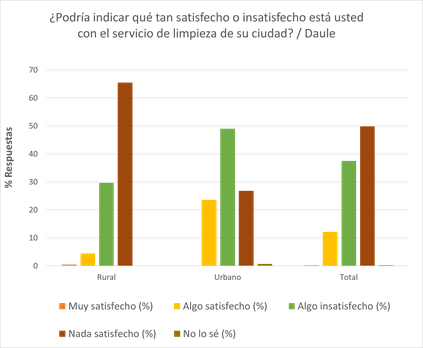 ¿Podría indicar qué tan satisfecho o insatisfecho está usted
con el servicio de limpieza de su ciudad? / Daule
% Respuestas
70
60
50
40
30
20
10
0
Rural
Urbano
Total
Muy satisfecho (%)
Algo satisfecho (%)
Algo insatisfecho (%)
Nada satisfecho (%)
No lo sé (%)